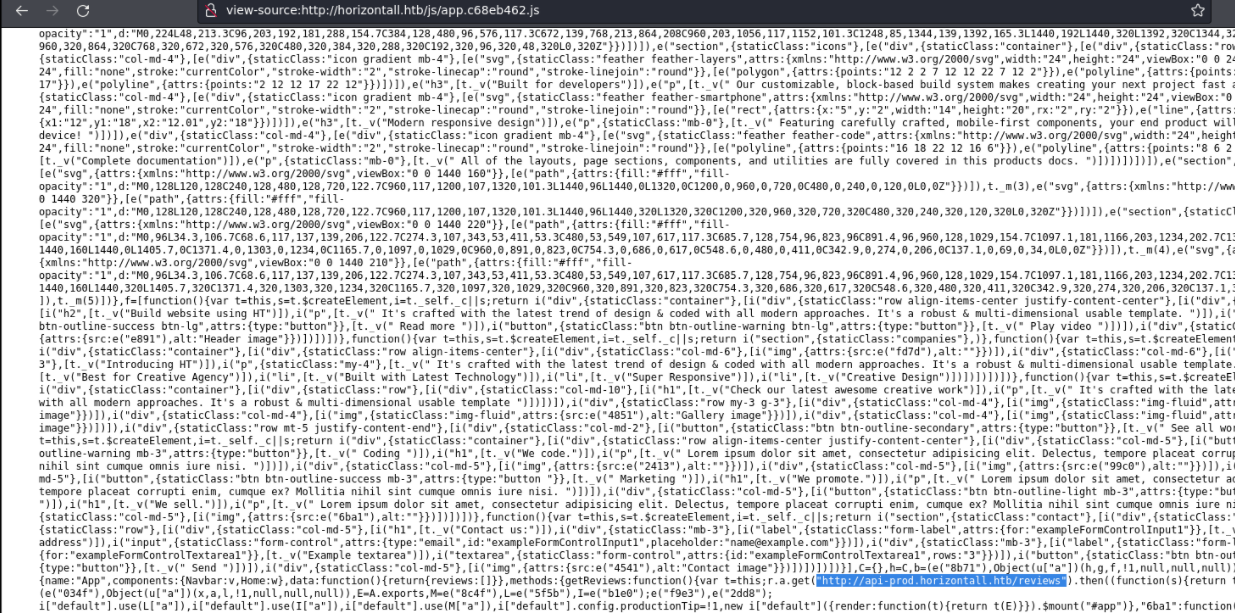 view-source:http://horizontall.htb/js/app.c68eb462.js
opacity":"1",d:"M0,224L48,213.3C96,203,192,181,288,154.7C384,128,480,96,576,117.3C672,139,768,213,864,208C960,203,1056,117,1152,101.3C1248,85,1344,139,1392,165.3L1440,192L1440,320L1392,320C1344,32
960,320,864,320C768,320,672,320,576,320C480,320,384,320,288,320C192,320,96,320,48,320L0,320Z"}})])]),e("section",{staticClass:"icons"},[e("div",{staticClass:"container"},[e("div",{staticClass:"row
{staticClass:"col-md-4"},[e("div",{staticClass:"icon gradient mb-4"},[e("svg",{staticClass:"feather feather-layers",attrs:{xmlns:"http://www.w3.org/2000/svg",width:"24",height:"24",viewBox:"0 0 24
24",fill:"none",stroke:"currentColor","stroke-width":"2","stroke-linecap":"round","stroke-linejoin":"round"}},[e("polygon",{attrs:{points:"12 2 2 7 12 12 22 7 12 2"}}),e("polyline",{attrs:{points:"2
17"}}),e("polyline",{attrs:{points:"2 12 12 17 22 12"}})])]),e("h3",[t._v("Built for developers")]),e("p",[t._v(" Our customizable, block-based build system makes creating your next project fast a
{staticClass:"col-md-4"},[e("div",{staticClass:"icon gradient mb-4"},[e("svg",{staticClass:"feather feather-smartphone",attrs:{xmlns:"http://www.w3.org/2000/svg",width:"24",height:"24",viewBox:"0
24",fill:"none",stroke:"currentColor","stroke-width":"2","stroke-linecap":"round","stroke-linejoin":"round"}},[e("rect",{attrs:{x:"5",y:"2",width:"14",height:"20",rx:"2",ry:"2"}}),e("line",{attrs:
{x1:"12",y1:"18",x2:"12.01",y2:"18"}})])]),e("h3",[t._v("Modern responsive design")]),e("p",{staticClass:"mb-0"},[t._v(" Featuring carefully crafted, mobile-first components, your end product will
device! ")])]),e("div",{staticClass:"col-md-4"},[e("div",{staticClass:"icon gradient mb-4"},[e("svg",{staticClass:"feather feather-code",attrs:{xmlns:"http://www.w3.org/2000/svg",width:"24",height:
24",fill:"none",stroke:"currentColor","stroke-width":"2","stroke-linecap":"round","stroke-linejoin":"round"}},[e("polyline",{attrs:{points:"16 18 22 12 16 6"}}),e("polyline",{attrs:{points:"8 6 2
[t._v("Complete documentation")]),e("p",{staticClass:"mb-0"},[t._v(" All of the layouts, page sections, components, and utilities are fully covered in this products docs. ")])])])])]),e("section",
[e("svg",{attrs:{xmlns:"http://www.w3.org/2000/svg",viewBox:"0 0 1440 160"}},[e("path",{attrs:{fill:"#fff","fill-
opacity":"1",d:"M0,128L120,128C240,128,480,128,720,122.7C960,117,1200,107,1320,101.3L1440,96L1440,0L1320,0C1200,0,960,0,720,0C480,0,240,0,120,0L0,0Z"}})]),t._m(3),e("svg",{attrs:{xmlns:"http://ww
0 1440 320"}},[e("path",{attrs:{fill:"#fff","fill-
opacity":"1",d:"M0,128L120,128C240,128,480,128,720,122.7C960,117,1200,107,1320,101.3L1440,96L1440,320L1320,320C1200,320,960,320,720,320C480,320,240,320,120,320L0,320Z"}})]),e("section",{staticCl
[e("svg",{attrs:{xmlns:"http://www.w3.org/2000/svg",viewBox:"0 0 1440 220"}},[e("path",{attrs:{fill:"#fff","fill-
opacity":"1",d:"M0,96L34.3,106.7C68.6,117,137,139,206,122.7C274.3,107,343,53,411,53.3C480,53,549,107,617,117.3C685.7,128,754,96,823,96C891.4,96,960,128,1029,154.7C1097.1,181,1166,203,1234,202.7C13
1440,160L1440,0L1405.7,0C1371.4,0,1303,0,1234,0C1165.7,0,1097,0,1029,0C960,0,891,0,823,0C754.3,0,686,0,617,0C548.6,0,480,0,411,0C342.9,0,274,0,206,0C137.1,0,69,0,34,0L0,0Z"}})]),t._m(4),e("svg",{a
{xmlns:"http://www.w3.org/2000/svg",viewBox:"0 0 1440 210"}},[e("path",{attrs:{fill:"#fff","fill-
opacity":"1",d:"M0,96L34.3,106.7C68.6,117,137,139,206,122.7C274.3,107,343,53,411,53.3C480,53,549,107,617,117.3C685.7,128,754,96,823,96C891.4,96,960,128,1029,154.7C1097.1,181,1166,203,1234,202.7C13
1440,160L1440,320L1405.7,320C1371.4,320,1303,320,1234,320C1165.7,320,1097,320,1029,320C960,320,891,320,823,320C754.3,320,686,320,617,320C548.6,320,480,320,411,320C342.9,320,274,320,206,320C137.1,3
]),t._m(5)])},f=[function(){var t=this,s=t.$createElement,i=t._self._c||s;return i("div",{staticClass:"container"},[i("div",{staticClass:"row align-items-center justify-content-center"},[i("div",{
[i("h2",[t._v("Build website using HT")]),i("p",[t._v(" It's crafted with the latest trend of design & coded with all modern approaches. It's a robust & multi-dimensional usable template. ")]),i("
btn-outline-success btn-lg",attrs:{type:"button"}},[t._v(" Read more ")]),i("button",{staticClass:"btn btn-outline-warning btn-lg",attrs:{type:"button"}},[t._v(" Play video ")])])]),i("div",{stati
{attrs:{src:e("e891"),alt:"Header image"}})])])])},function(){var t=this,s=t.$createElement,i=t._self._c||s;return i("section",{staticClass:"companies",)},function(){var t=this,s=t.$createElement,i
i("div",{staticClass:"container"},[i("div",{staticClass:"row align-items-center"},[i("div",{staticClass:"col-md-6"},[i("img",{attrs:{src:e("fd7d"),alt:""}})]),i("div",{staticClass:"col-md-6"},[i("h
3"},[t._v("Introducing HT")]),i("p",{staticClass:"my-4"},[t._v(" It's crafted with the latest trend of design & coded with all modern approaches. It's a robust & multi-dimensional usable template.
[t._v("Best for Creative Agency")]),i("li",[t._v("Built with Latest Technology")]),i("li",[t._v("Super Responsive")]),i("li",[t._v("Creative Design")])])])])])])},function(){var t=this,s=t.$create
i("div",{staticClass:"container"},[i("div",{staticClass:"row"},[i("div",{staticClass:"col-md-10"},[i("h1",[t._v("Check our latest awesome creative work")]),i("p",[t._v(" It's crafted with the late
with all modern approaches. It's a robust & multi-dimensional usable template ")])])]),i("div",{staticClass:"row my-3 g-3"},[i("div",{staticClass:"col-md-4"},[i("img",{staticClass:"img-fluid",attrs
image"}})]),i("div",{staticClass:"col-md-4"},[i("img",{staticClass:"img-fluid",attrs:{src:e("4851"),alt:"Gallery image"}})]),i("div",{staticClass:"col-md-4"},[i("img",{staticClass:"img-fluid",attrs
image"}})])]),i("div",{staticClass:"row mt-5 justify-content-end"},[i("div",{staticClass:"col-md-2"},[i("button",{staticClass:"btn btn-outline-secondary",attrs:{type:"button"}},[t._v(" See all wor
t=this,s=t.$createElement,i=t._self._c||s;return i("div",{staticClass:"container"},[i("div",{staticClass:"row align-items-center justify-content-center"},[i("div",{staticClass:"col-md-5"},[i("butt
outline-warning mb-3",attrs:{type:"button"}},[t._v(" Coding ")]),i("h1",[t._v("We code.")]),i("p",[t._v(" Lorem ipsum dolor sit amet, consectetur adipisicing elit. Delectus, tempore placeat corrup
nihil sint cumque omnis iure nisi. ")])]),i("div",{staticClass:"col-md-5"},[i("img",{attrs:{src:e("2413"),alt:""}})]),i("div",{staticClass:"col-md-5"},[i("img",{attrs:{src:e("99c0"),alt:""}})]),i(
md-5"},[i("button",{staticClass:"btn btn-outline-success mb-3",attrs:{type:"button "}},[t._v(" Marketing ")]),i("h1",[t._v("We promote.")]),i("p",[t._v(" Lorem ipsum dolor sit amet, consectetur ad
tempore placeat corrupti enim, cumque ex? Mollitia nihil sint cumque omnis iure nisi. ")])]),i("div",{staticClass:"col-md-5"},[i("button",{staticClass:"btn btn-outline-light mb-3",attrs:{type:"but
")]),i("h1",[t._v("We sell.")]),i("p",[t._v(" Lorem ipsum dolor sit amet, consectetur adipisicing elit. Delectus, tempore placeat corrupti enim, cumque ex? Mollitia nihil sint cumque omnis iure ni
{staticClass:"col-md-5"},[i("img",{attrs:{src:e("6ba1"),alt:""}})])])])])},function(){var t=this,s=t.$createElement,i=t._self._c||s;return i("section",{staticClass:"contact"},[i("div",{staticClass
{staticClass:"row"},[i("div",{staticClass:"col-md-5"},[i("h1",[t._v("Contact us:")]),i("div",{staticClass:"mb-3"},[i("label",{staticClass:"form-label",attrs:{for:"exampleFormControlInput1"}},[t._v
address")]),i("input",{staticClass:"form-control",attrs:{type:"email",id:"exampleFormControlInput1",placeholder:"name@example.com"}})]),i("div",{staticClass:"mb-3"},[i("label",{staticClass:"form-l
{for:"exampleFormControlTextarea1"}},[t._v("Example textarea")]),i("textarea",{staticClass:"form-control",attrs:{id:"exampleFormControlTextarea1",rows:"3"}})]),i("button",{staticClass:"btn btn-out
{type:"button"}},[t._v(" Send ")])]),i("div",{staticClass:"col-md-5"},[i("img",{attrs:{src:e("4541"),alt:"Contact image"}})])])])])}],C={},h=C,b=(e("8b71"),Object(u["a"])(h,g,f,!1,null,null,null))
{name:"App",components:{Navbar:v,Home:w},data:function(){return{reviews:[]}},methods:{getReviews:function(){var t=this;r.a.get("http://api-prod.horizontall.htb/reviews").then((function(s){return t
(e("034f"),Object(u["a"])(x,a,l,!1,null,null,null)),E=A.exports,M=e("8c4f"),L=e("5f5b"),I=e("b1e0");e("f9e3"),e("2dd8");
i["default"].use(L["a"]),i["default"].use(I["a"]),i["default"].use(M["a"]),i["default"].config.productionTip=!1,new i["default"]({render:function(t){return t(E)}}).$mount("#app")},"6ba1":function(